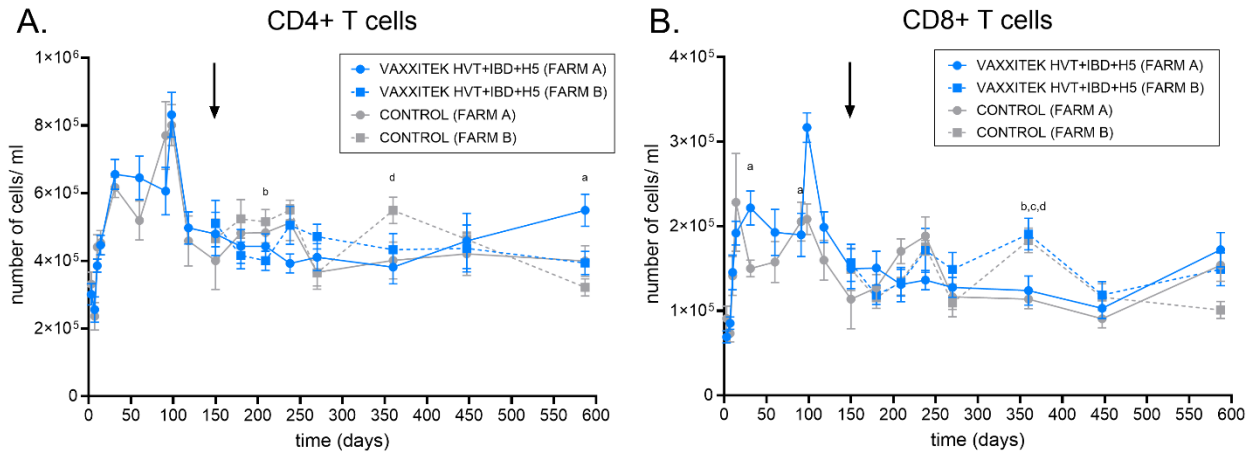 A.
CD4+ T cells
number of cells/ ml
1×10⁶
8×10⁵
6×10⁵
4×10⁵
2×10⁵
0
VAXXITEK HVT+IBD+H5 (FARM A)
VAXXITEK HVT+IBD+H5 (FARM B)
CONTROL (FARM A)
CONTROL (FARM B)
b
d
a
0 50 100 150 200 250 300 350 400 450 500 550 600
time (days)
B.
CD8+ T cells
number of cells/ ml
4×10⁵
3×10⁵
2×10⁵
1×10⁵
0
VAXXITEK HVT+IBD+H5 (FARM A)
VAXXITEK HVT+IBD+H5 (FARM B)
CONTROL (FARM A)
CONTROL (FARM B)
a
a
b,c,d
0 50 100 150 200 250 300 350 400 450 500 550 600
time (days)